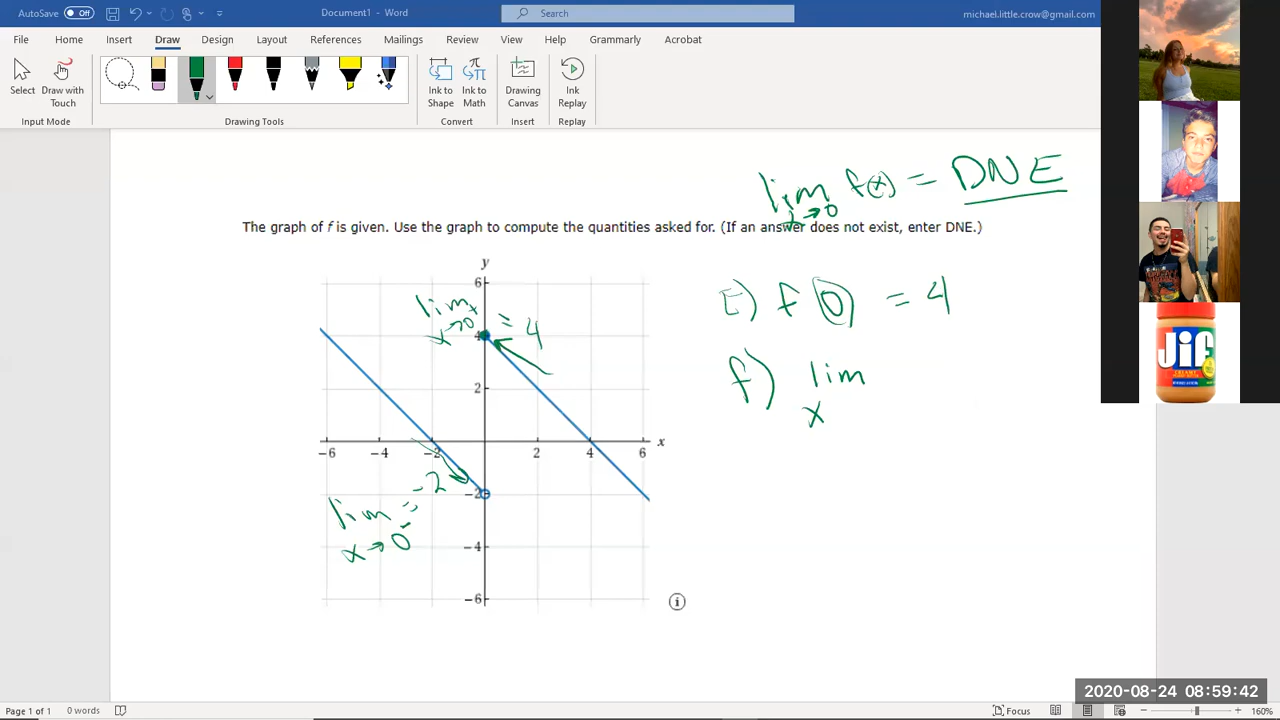 AutoSave Off Document1 - Word Search michael.little.crow@gmail.com
File Home Insert Draw Design Layout References Mailings Review View Help Grammarly Acrobat
Select Draw with Touch Ink to Shape Ink to Math Drawing Canvas Ink Replay
Input Mode Drawing Tools Convert Insert Replay
lim f(x) = DNE
x→0
The graph of f is given. Use the graph to compute the quantities asked for. (If an answer does not exist, enter DNE.)
y
6
lim = 4
x→0+
4
2
-6 -4 -2 2 4 6 x
-2
lim = -2
x→0-
-4
-6
E) f(0) = 4
f) lim
x
i
Jif
2020-08-24 08:59:42
Page 1 of 1 0 words Focus 160%